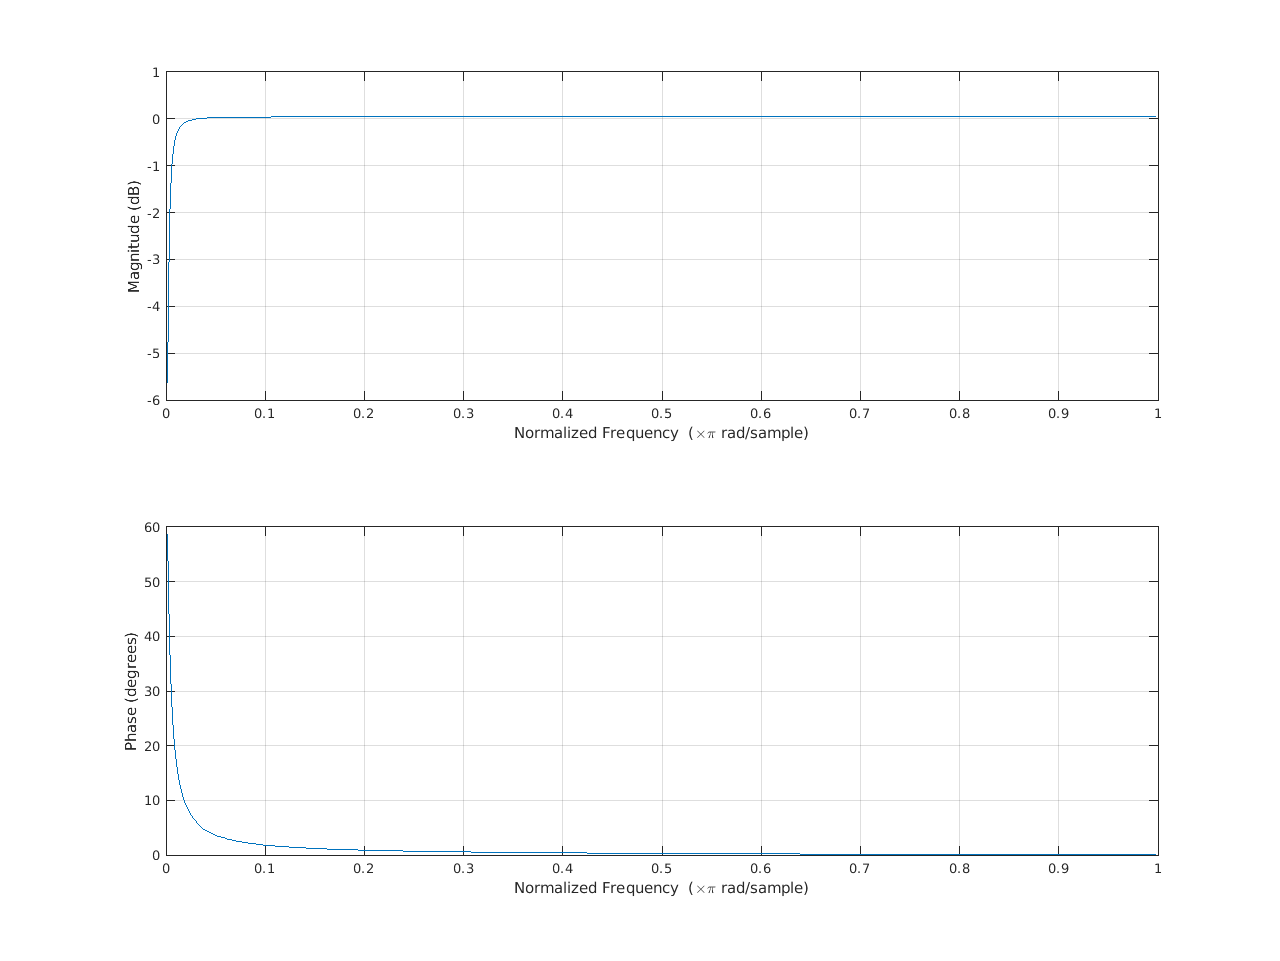 1
0
-1
-2
-3
-4
-5
-6
Magnitude (dB)
0 0.1 0.2 0.3 0.4 0.5 0.6 0.7 0.8 0.9 1
Normalized Frequency (×π rad/sample)
60
50
40
30
20
10
0
Phase (degrees)
0 0.1 0.2 0.3 0.4 0.5 0.6 0.7 0.8 0.9 1
Normalized Frequency (×π rad/sample)